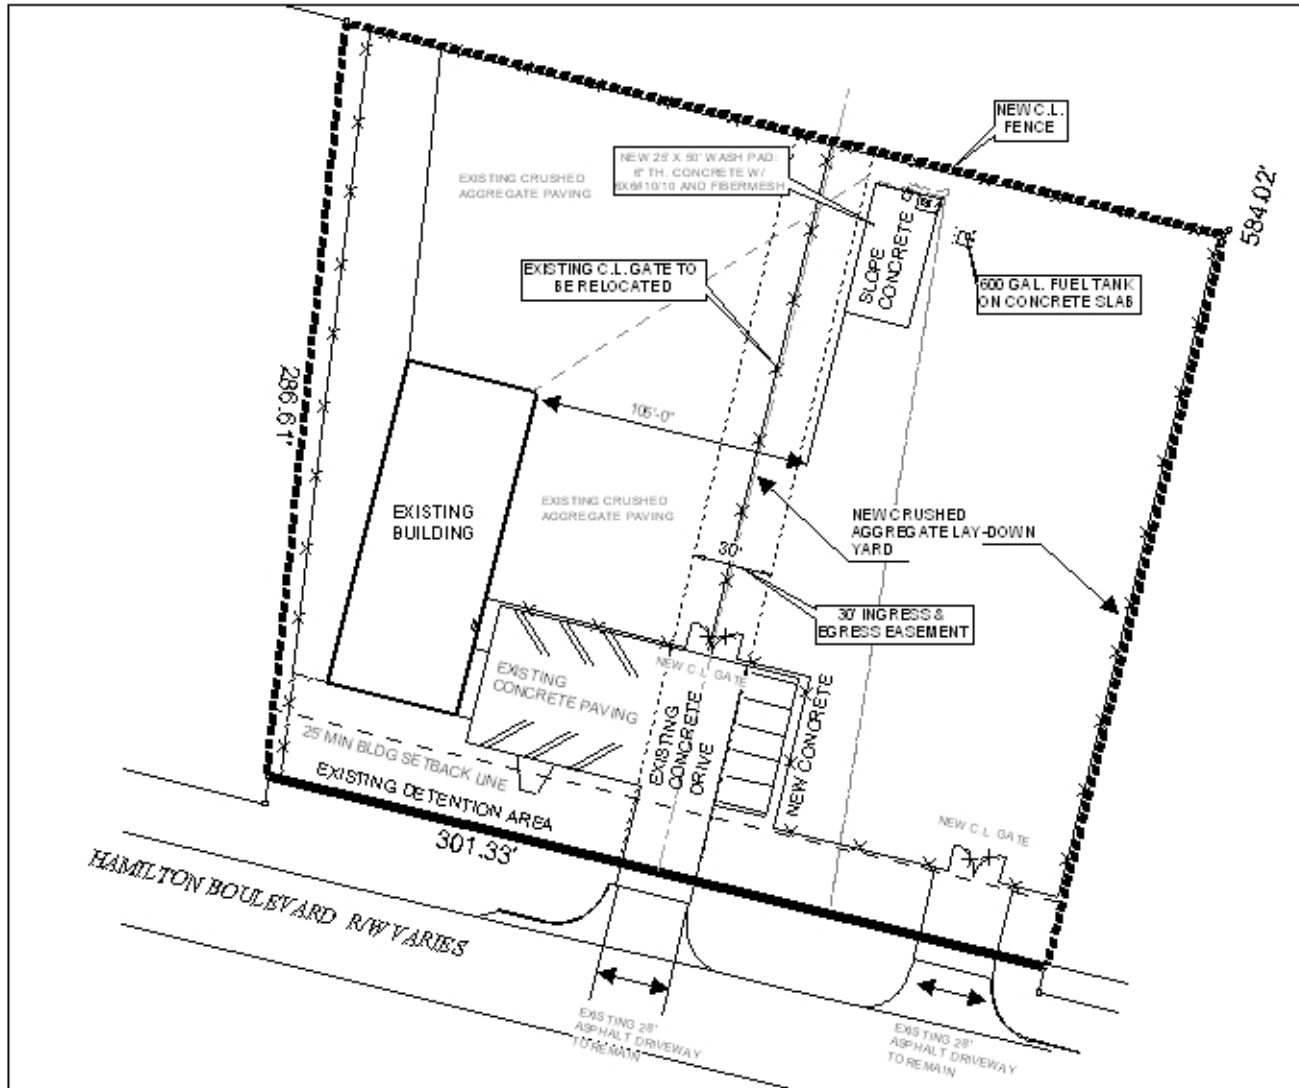 NEW C.L.
FENCE
NEW 25' X 50' WASH PAD:
6" TH. CONCRETE W/
6X6#10/10 AND FIBERMESH
EXISTING CRUSHED
AGGREGATE PAVING
584.02'
SLOPE
CONCRETE
EXISTING C.L. GATE TO
BE RELOCATED
600 GAL. FUEL TANK
ON CONCRETE SLAB
286.61'
105'-0"
EXISTING
BUILDING
EXISTING CRUSHED
AGGREGATE PAVING
NEW CRUSHED
AGGREGATE LAY-DOWN
YARD
30'
30' INGRESS &
EGRESS EASEMENT
NEW C.L. GATE
EXISTING
CONCRETE PAVING
EXISTING
CONCRETE
DRIVE
NEW CONCRETE
25' MIN BLDG SETBACK LINE
EXISTING DETENTION AREA
301.33'
NEW C.L. GATE
HAMILTON BOULEVARD R/W VARIES
EXISTING 28'
ASPHALT DRIVEWAY
TO REMAIN
EXISTING 28'
ASPHALT DRIVEWAY
TO REMAIN